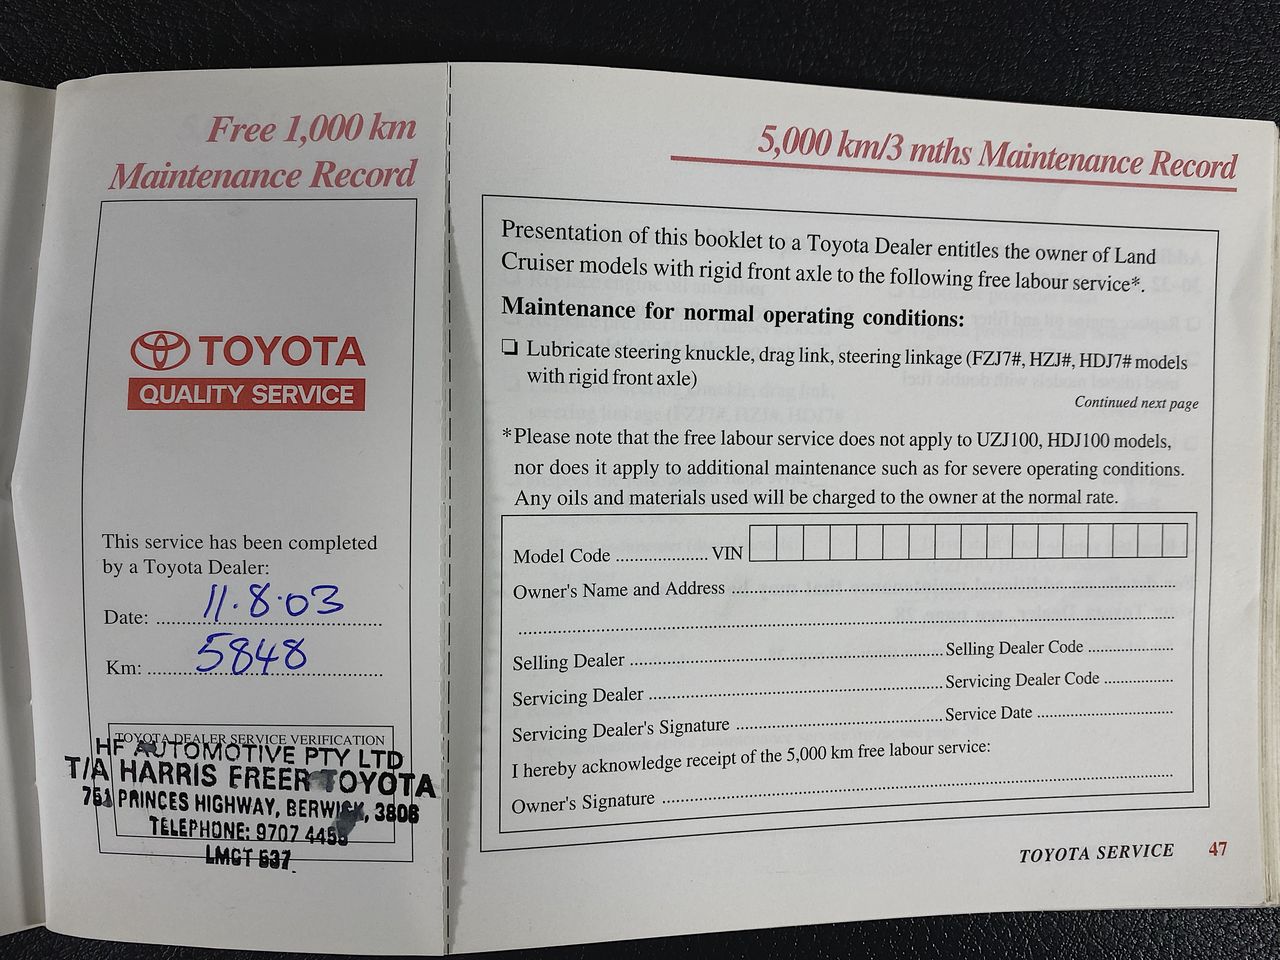 Free 1,000 km
Maintenance Record
TOYOTA
QUALITY SERVICE
This service has been completed
by a Toyota Dealer:
Date: 11.8.03
Km: 5848
TOYOTA DEALER SERVICE VERIFICATION
HF AUTOMOTIVE PTY LTD
T/A HARRIS FREER TOYOTA
751 PRINCES HIGHWAY, BERWICK, 3806
TELEPHONE: 9707 4455
LMCT 537
5,000 km/3 mths Maintenance Record
Presentation of this booklet to a Toyota Dealer entitles the owner of Land
Cruiser models with rigid front axle to the following free labour service*.
Maintenance for normal operating conditions:
❏ Lubricate steering knuckle, drag link, steering linkage (FZJ7#, HZJ#, HDJ7# models
with rigid front axle)
Continued next page
*Please note that the free labour service does not apply to UZJ100, HDJ100 models,
nor does it apply to additional maintenance such as for severe operating conditions.
Any oils and materials used will be charged to the owner at the normal rate.
Model Code ..................... VIN
Owner's Name and Address
Selling Dealer Selling Dealer Code
Servicing Dealer Servicing Dealer Code
Servicing Dealer's Signature Service Date
I hereby acknowledge receipt of the 5,000 km free labour service:
Owner's Signature
TOYOTA SERVICE 47